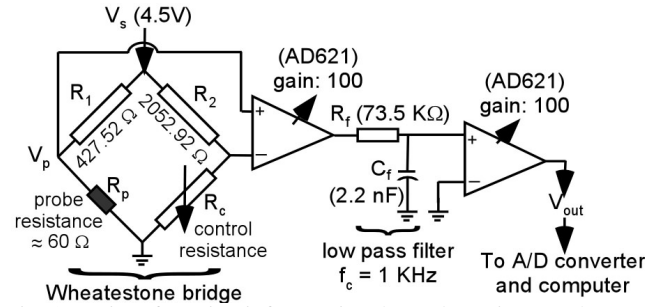 V_s (4.5V)
(AD621)
gain: 100
R_1
427.52 Ω
R_2
2052.92 Ω
+
−
R_f (73.5 KΩ)
(AD621)
gain: 100
+
−
V_p
R_p
probe
resistance
≈ 60 Ω
R_c
control
resistance
C_f
(2.2 nF)
V_out
low pass filter
f_c = 1 KHz
To A/D converter
and computer
Wheatestone bridge